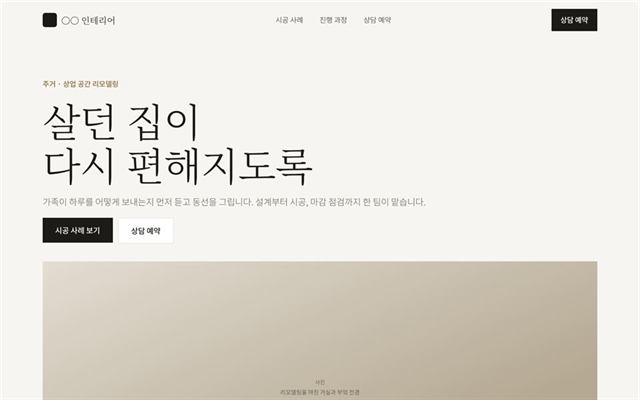 ○○ 인테리어
시공 사례
진행 과정
상담 예약
상담 예약
주거 · 상업 공간 리모델링
살던 집이
다시 편해지도록
가족이 하루를 어떻게 보내는지 먼저 듣고 동선을 그립니다. 설계부터 시공, 마감 점검까지 한 팀이 맡습니다.
시공 사례 보기
상담 예약
사진
리모델링을 마친 거실과 부엌 전경